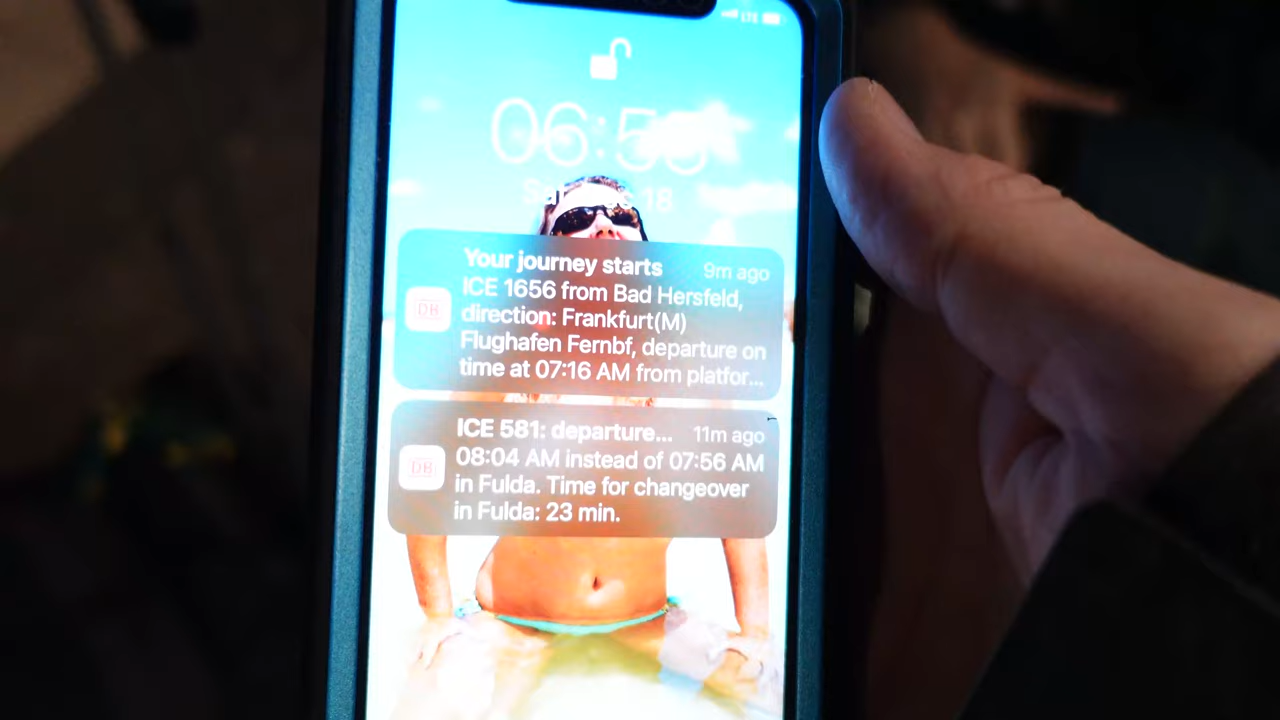 LTE
Your journey starts 9m ago
ICE 1656 from Bad Hersfeld,
direction: Frankfurt(M)
Flughafen Fernbf, departure on
time at 07:16 AM from platfor...
DB
ICE 581: departure... 11m ago
08:04 AM instead of 07:56 AM
in Fulda. Time for changeover
in Fulda: 23 min.
DB